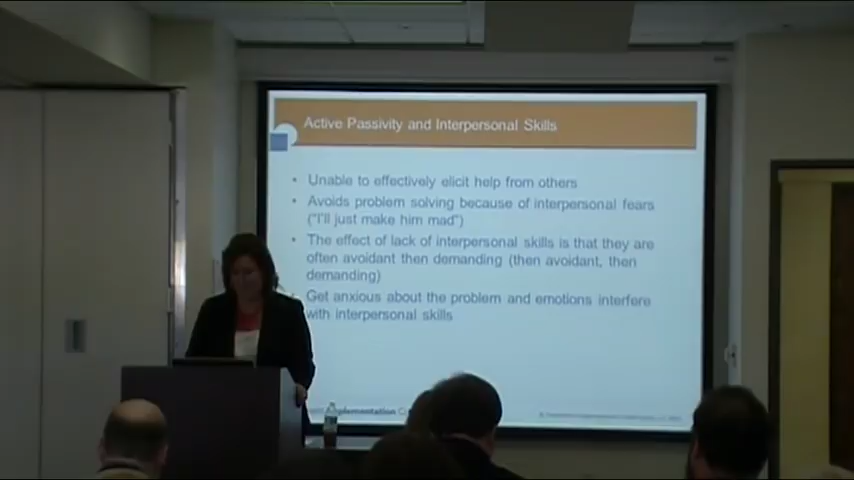 Active Passivity and Interpersonal Skills
• Unable to effectively elicit help from others
• Avoids problem solving because of interpersonal fears
("I'll just make him mad")
• The effect of lack of interpersonal skills is that they are
often avoidant then demanding (then avoidant, then
demanding)
Get anxious about the problem and emotions interfere
with interpersonal skills
Implementation